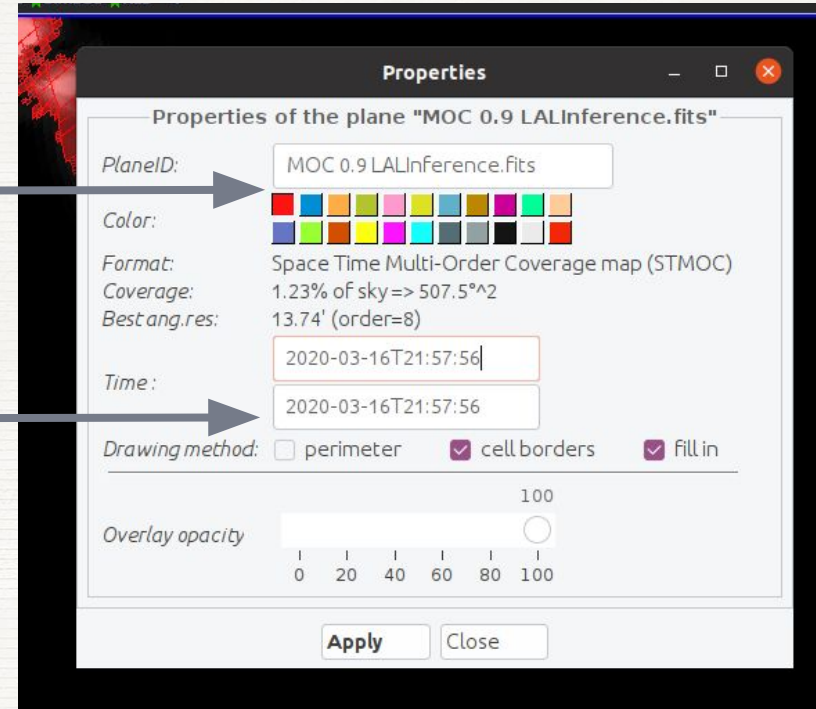 Properties
Properties of the plane "MOC 0.9 LALInference.fits"
PlaneID: MOC 0.9 LALInference.fits
Color:
Format: Space Time Multi-Order Coverage map (STMOC)
Coverage: 1.23% of sky => 507.5°^2
Best ang.res: 13.74' (order=8)
2020-03-16T21:57:56
Time :
2020-03-16T21:57:56
Drawing method: perimeter cell borders fill in
100
Overlay opacity
0 20 40 60 80 100
Apply Close